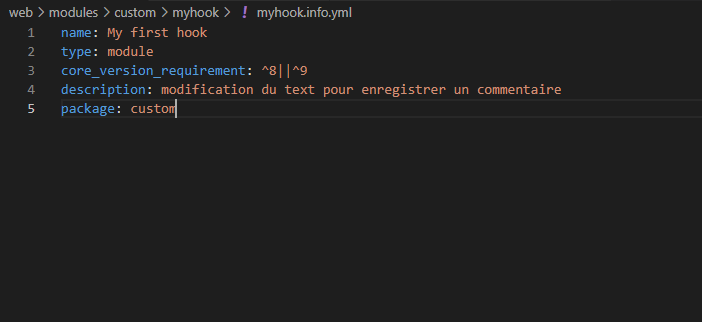 web > modules > custom > myhook > ! myhook.info.yml
1 name: My first hook
2 type: module
3 core_version_requirement: ^8||^9
4 description: modification du text pour enregistrer un commentaire
5 package: custom